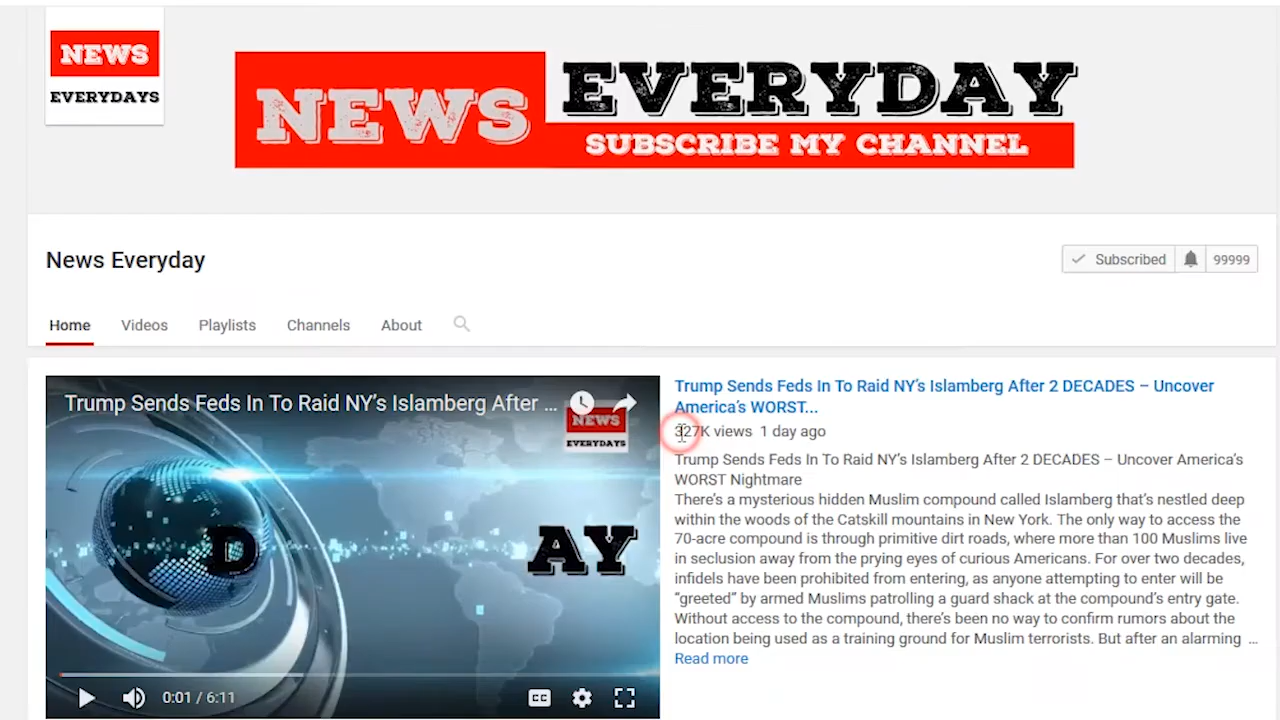 NEWS
EVERYDAYS
NEWS
EVERYDAY
SUBSCRIBE MY CHANNEL
News Everyday
Subscribed
99999
Home
Videos
Playlists
Channels
About
Trump Sends Feds In To Raid NY's Islamberg After ...
NEWS
EVERYDAYS
D
AY
0:01 / 6:11
CC
Trump Sends Feds In To Raid NY's Islamberg After 2 DECADES – Uncover
America's WORST...
327K views 1 day ago
Trump Sends Feds In To Raid NY's Islamberg After 2 DECADES – Uncover America's
WORST Nightmare
There's a mysterious hidden Muslim compound called Islamberg that's nestled deep
within the woods of the Catskill mountains in New York. The only way to access the
70-acre compound is through primitive dirt roads, where more than 100 Muslims live
in seclusion away from the prying eyes of curious Americans. For over two decades,
infidels have been prohibited from entering, as anyone attempting to enter will be
“greeted” by armed Muslims patrolling a guard shack at the compound's entry gate.
Without access to the compound, there's been no way to confirm rumors about the
location being used as a training ground for Muslim terrorists. But after an alarming ...
Read more